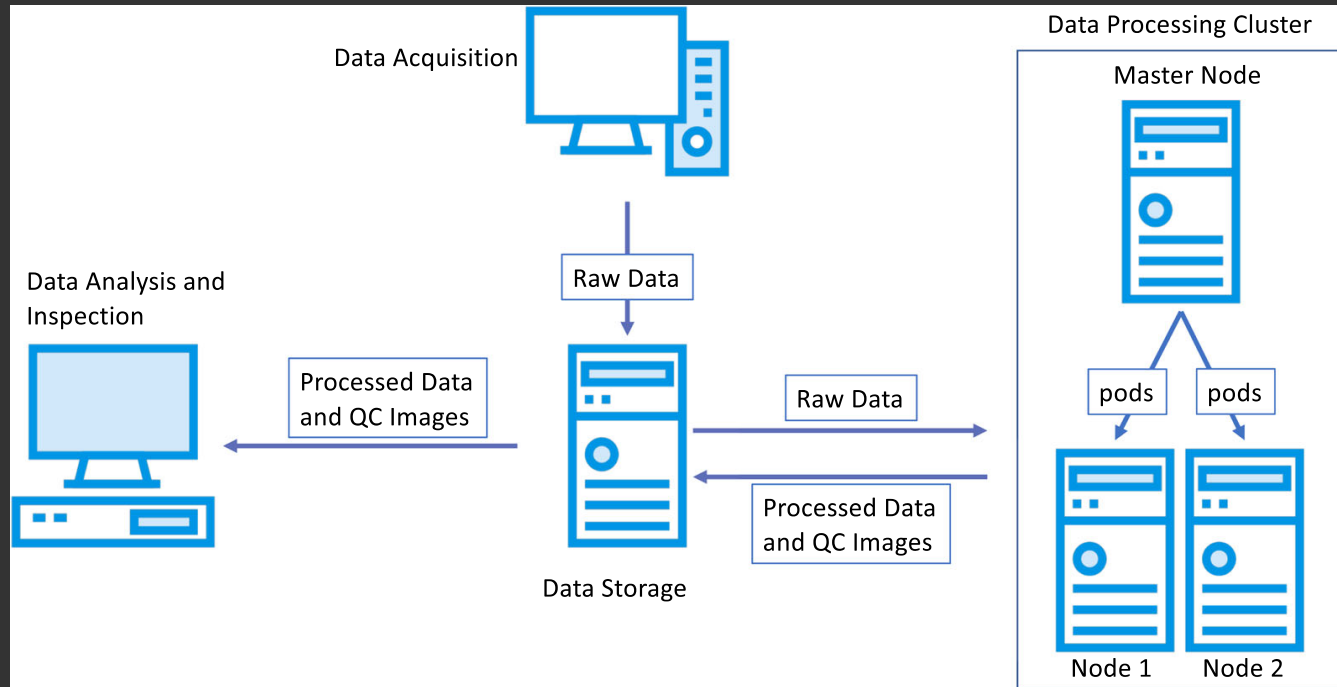 Data Processing Cluster
Data Acquisition
Master Node
Raw Data
Data Analysis and
Inspection
Processed Data
and QC Images
Raw Data
pods
pods
Processed Data
and QC Images
Data Storage
Node 1
Node 2